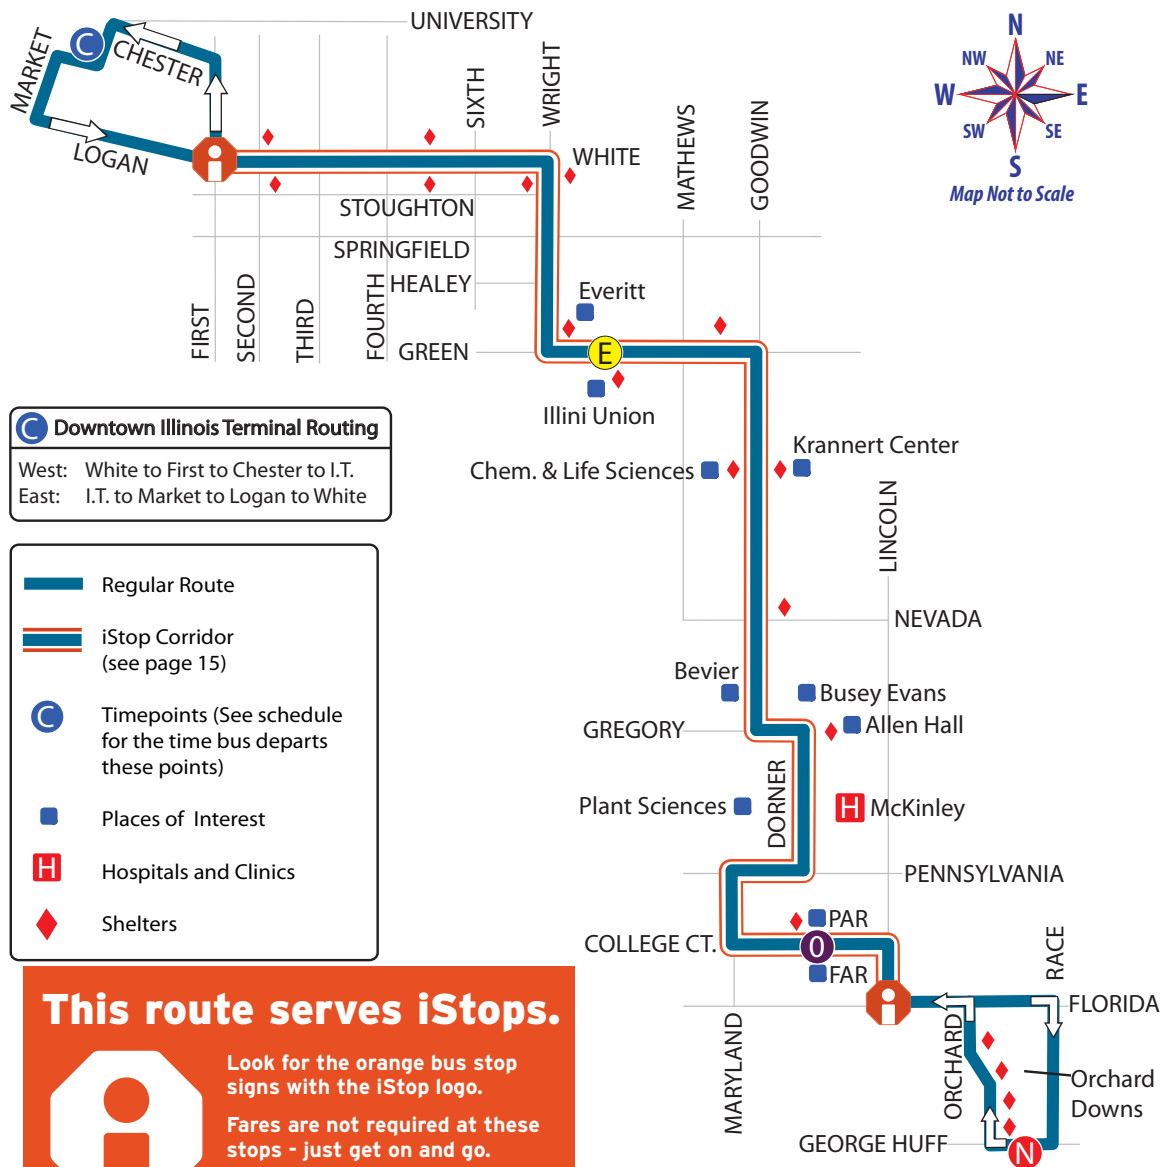 UNIVERSITY
MARKET
C
CHESTER
LOGAN
SIXTH
WRIGHT
WHITE
MATHEWS
GOODWIN
N
NW
NE
W
E
SW
SE
S
Map Not to Scale
STOUGHTON
SPRINGFIELD
HEALEY
FIRST
SECOND
THIRD
FOURTH
GREEN
Everitt
E
Illini Union
C Downtown Illinois Terminal Routing
West: White to First to Chester to I.T.
East: I.T. to Market to Logan to White
Chem. & Life Sciences
Krannert Center
LINCOLN
NEVADA
Regular Route
iStop Corridor
(see page 15)
C Timepoints (See schedule
for the time bus departs
these points)
Places of Interest
H Hospitals and Clinics
Shelters
Bevier
Busey Evans
GREGORY
Allen Hall
DORNER
Plant Sciences
H McKinley
PENNSYLVANIA
PAR
COLLEGE CT.
O
FAR
RACE
FLORIDA
MARYLAND
ORCHARD
Orchard
Downs
GEORGE HUFF
N
This route serves iStops.
Look for the orange bus stop
signs with the iStop logo.
Fares are not required at these
stops - just get on and go.